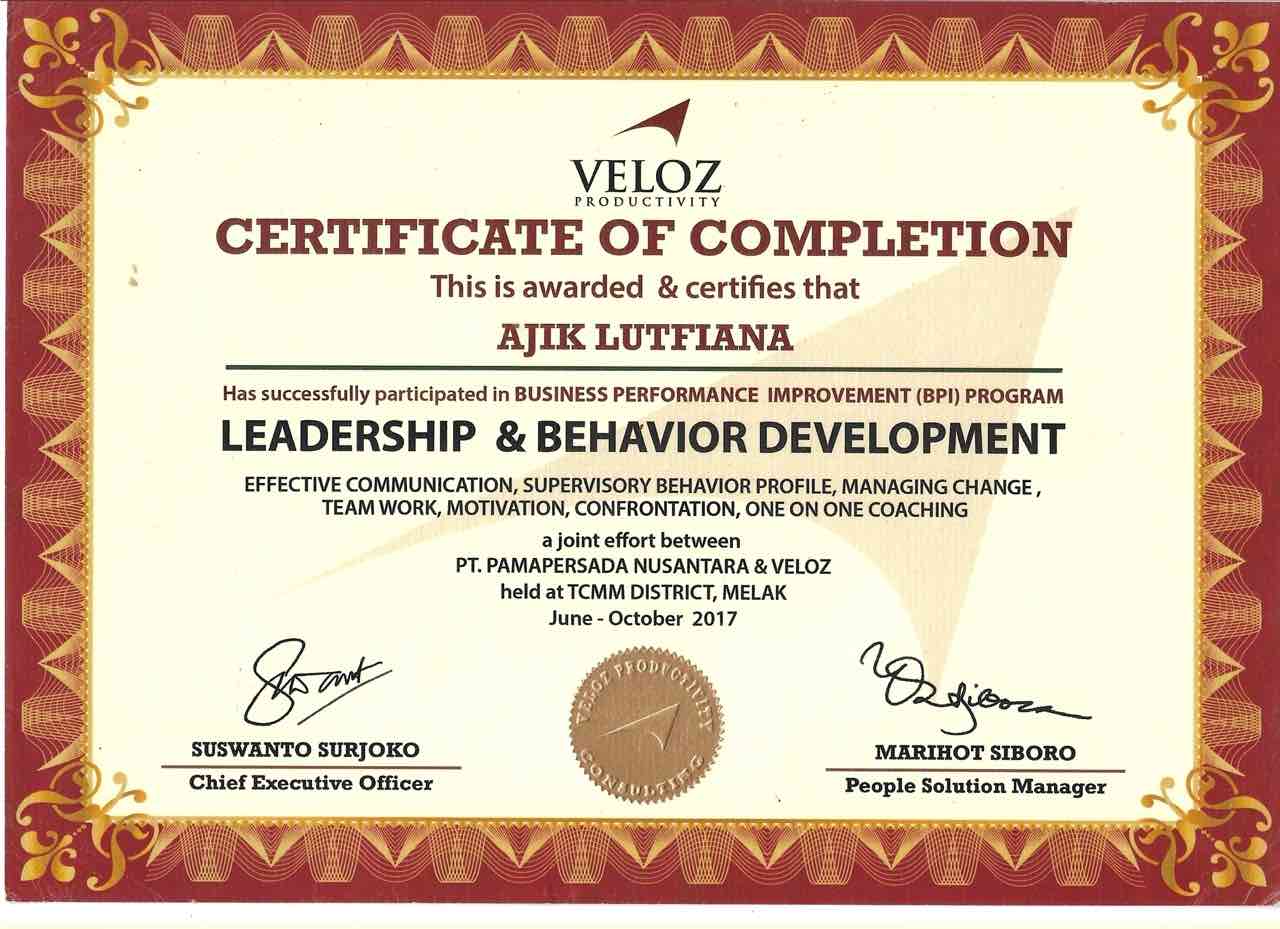 VELOZ
PRODUCTIVITY
CERTIFICATE OF COMPLETION
This is awarded & certifies that
AJIK LUTFIANA
Has successfully participated in BUSINESS PERFORMANCE IMPROVEMENT (BPI) PROGRAM
LEADERSHIP & BEHAVIOR DEVELOPMENT
EFFECTIVE COMMUNICATION, SUPERVISORY BEHAVIOR PROFILE, MANAGING CHANGE ,
TEAM WORK, MOTIVATION, CONFRONTATION, ONE ON ONE COACHING
a joint effort between
PT. PAMAPERSADA NUSANTARA & VELOZ
held at TCMM DISTRICT, MELAK
June - October 2017
VELOZ PRODUCTIVITY
CONSULTING
SUSWANTO SURJOKO
Chief Executive Officer
MARIHOT SIBORO
People Solution Manager